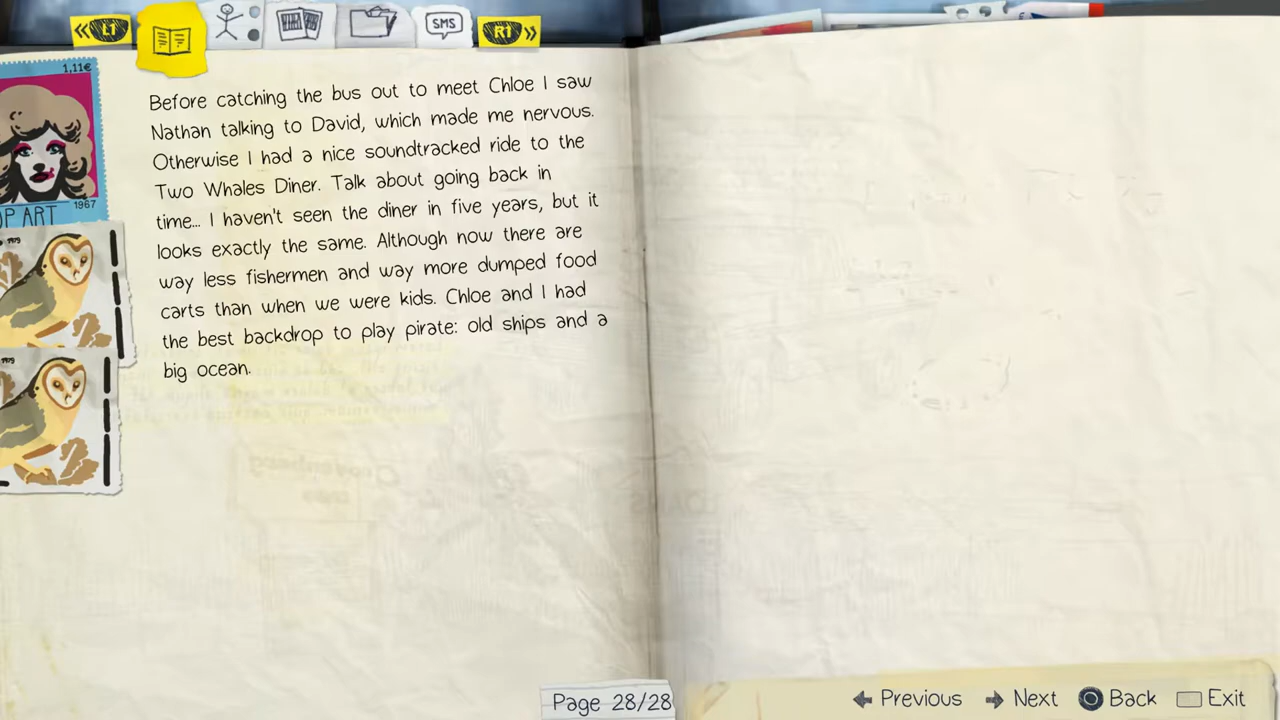 L1
SMS
R1
1,11€
1967
OP ART
1979
1979
Before catching the bus out to meet Chloe I saw
Nathan talking to David, which made me nervous.
Otherwise I had a nice soundtracked ride to the
Two Whales Diner. Talk about going back in
time... I haven't seen the diner in five years, but it
looks exactly the same. Although now there are
way less fishermen and way more dumped food
carts than when we were kids. Chloe and I had
the best backdrop to play pirate: old ships and a
big ocean.
Page 28/28
Previous
Next
Back
Exit